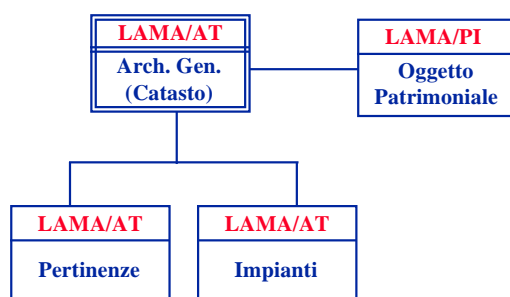 LAMA/AT
Arch. Gen.
(Catasto)
LAMA/PI
Oggetto
Patrimoniale
LAMA/AT
Pertinenze
LAMA/AT
Impianti